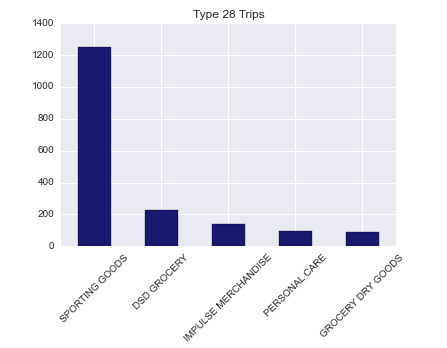 Type 28 Trips
1400
1200
1000
800
600
400
200
0
SPORTING GOODS
DSD GROCERY
IMPULSE MERCHANDISE
PERSONAL CARE
GROCERY DRY GOODS